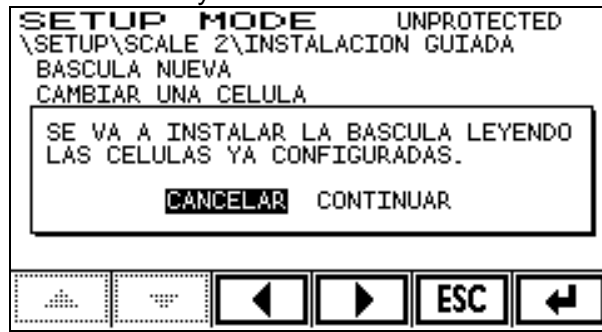 SETUP MODE UNPROTECTED
\SETUP\SCALE 2\INSTALACION GUIADA
BASCULA NUEVA
CAMBIAR UNA CELULA
SE VA A INSTALAR LA BASCULA LEYENDO
LAS CELULAS YA CONFIGURADAS.
CANCELAR CONTINUAR
ESC